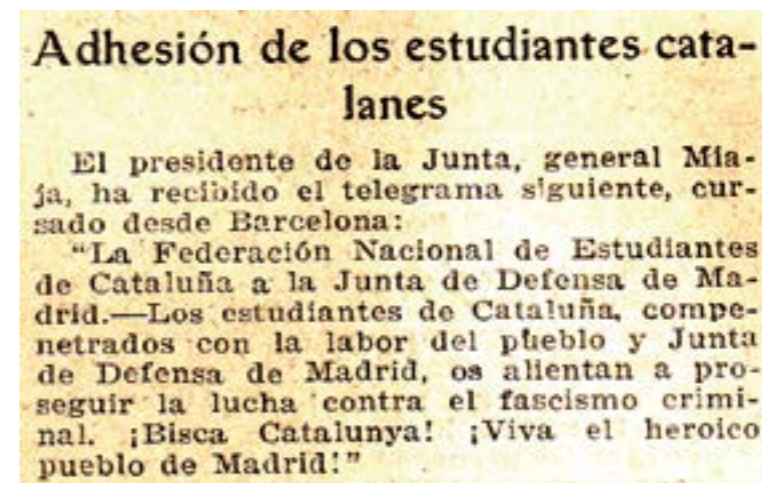 Adhesión de los estudiantes cata-
lanes
El presidente de la Junta, general Mia-
ja, ha recibido el telegrama siguiente, cur-
sado desde Barcelona:
“La Federación Nacional de Estudiantes
de Cataluña a la Junta de Defensa de Ma-
drid.—Los estudiantes de Cataluña, compe-
netrados con la labor del pueblo y Junta
de Defensa de Madrid, os alientan a pro-
seguir la lucha contra el fascismo crimi-
nal. ¡Bisca Catalunya! ¡Viva el heroico
pueblo de Madrid!”